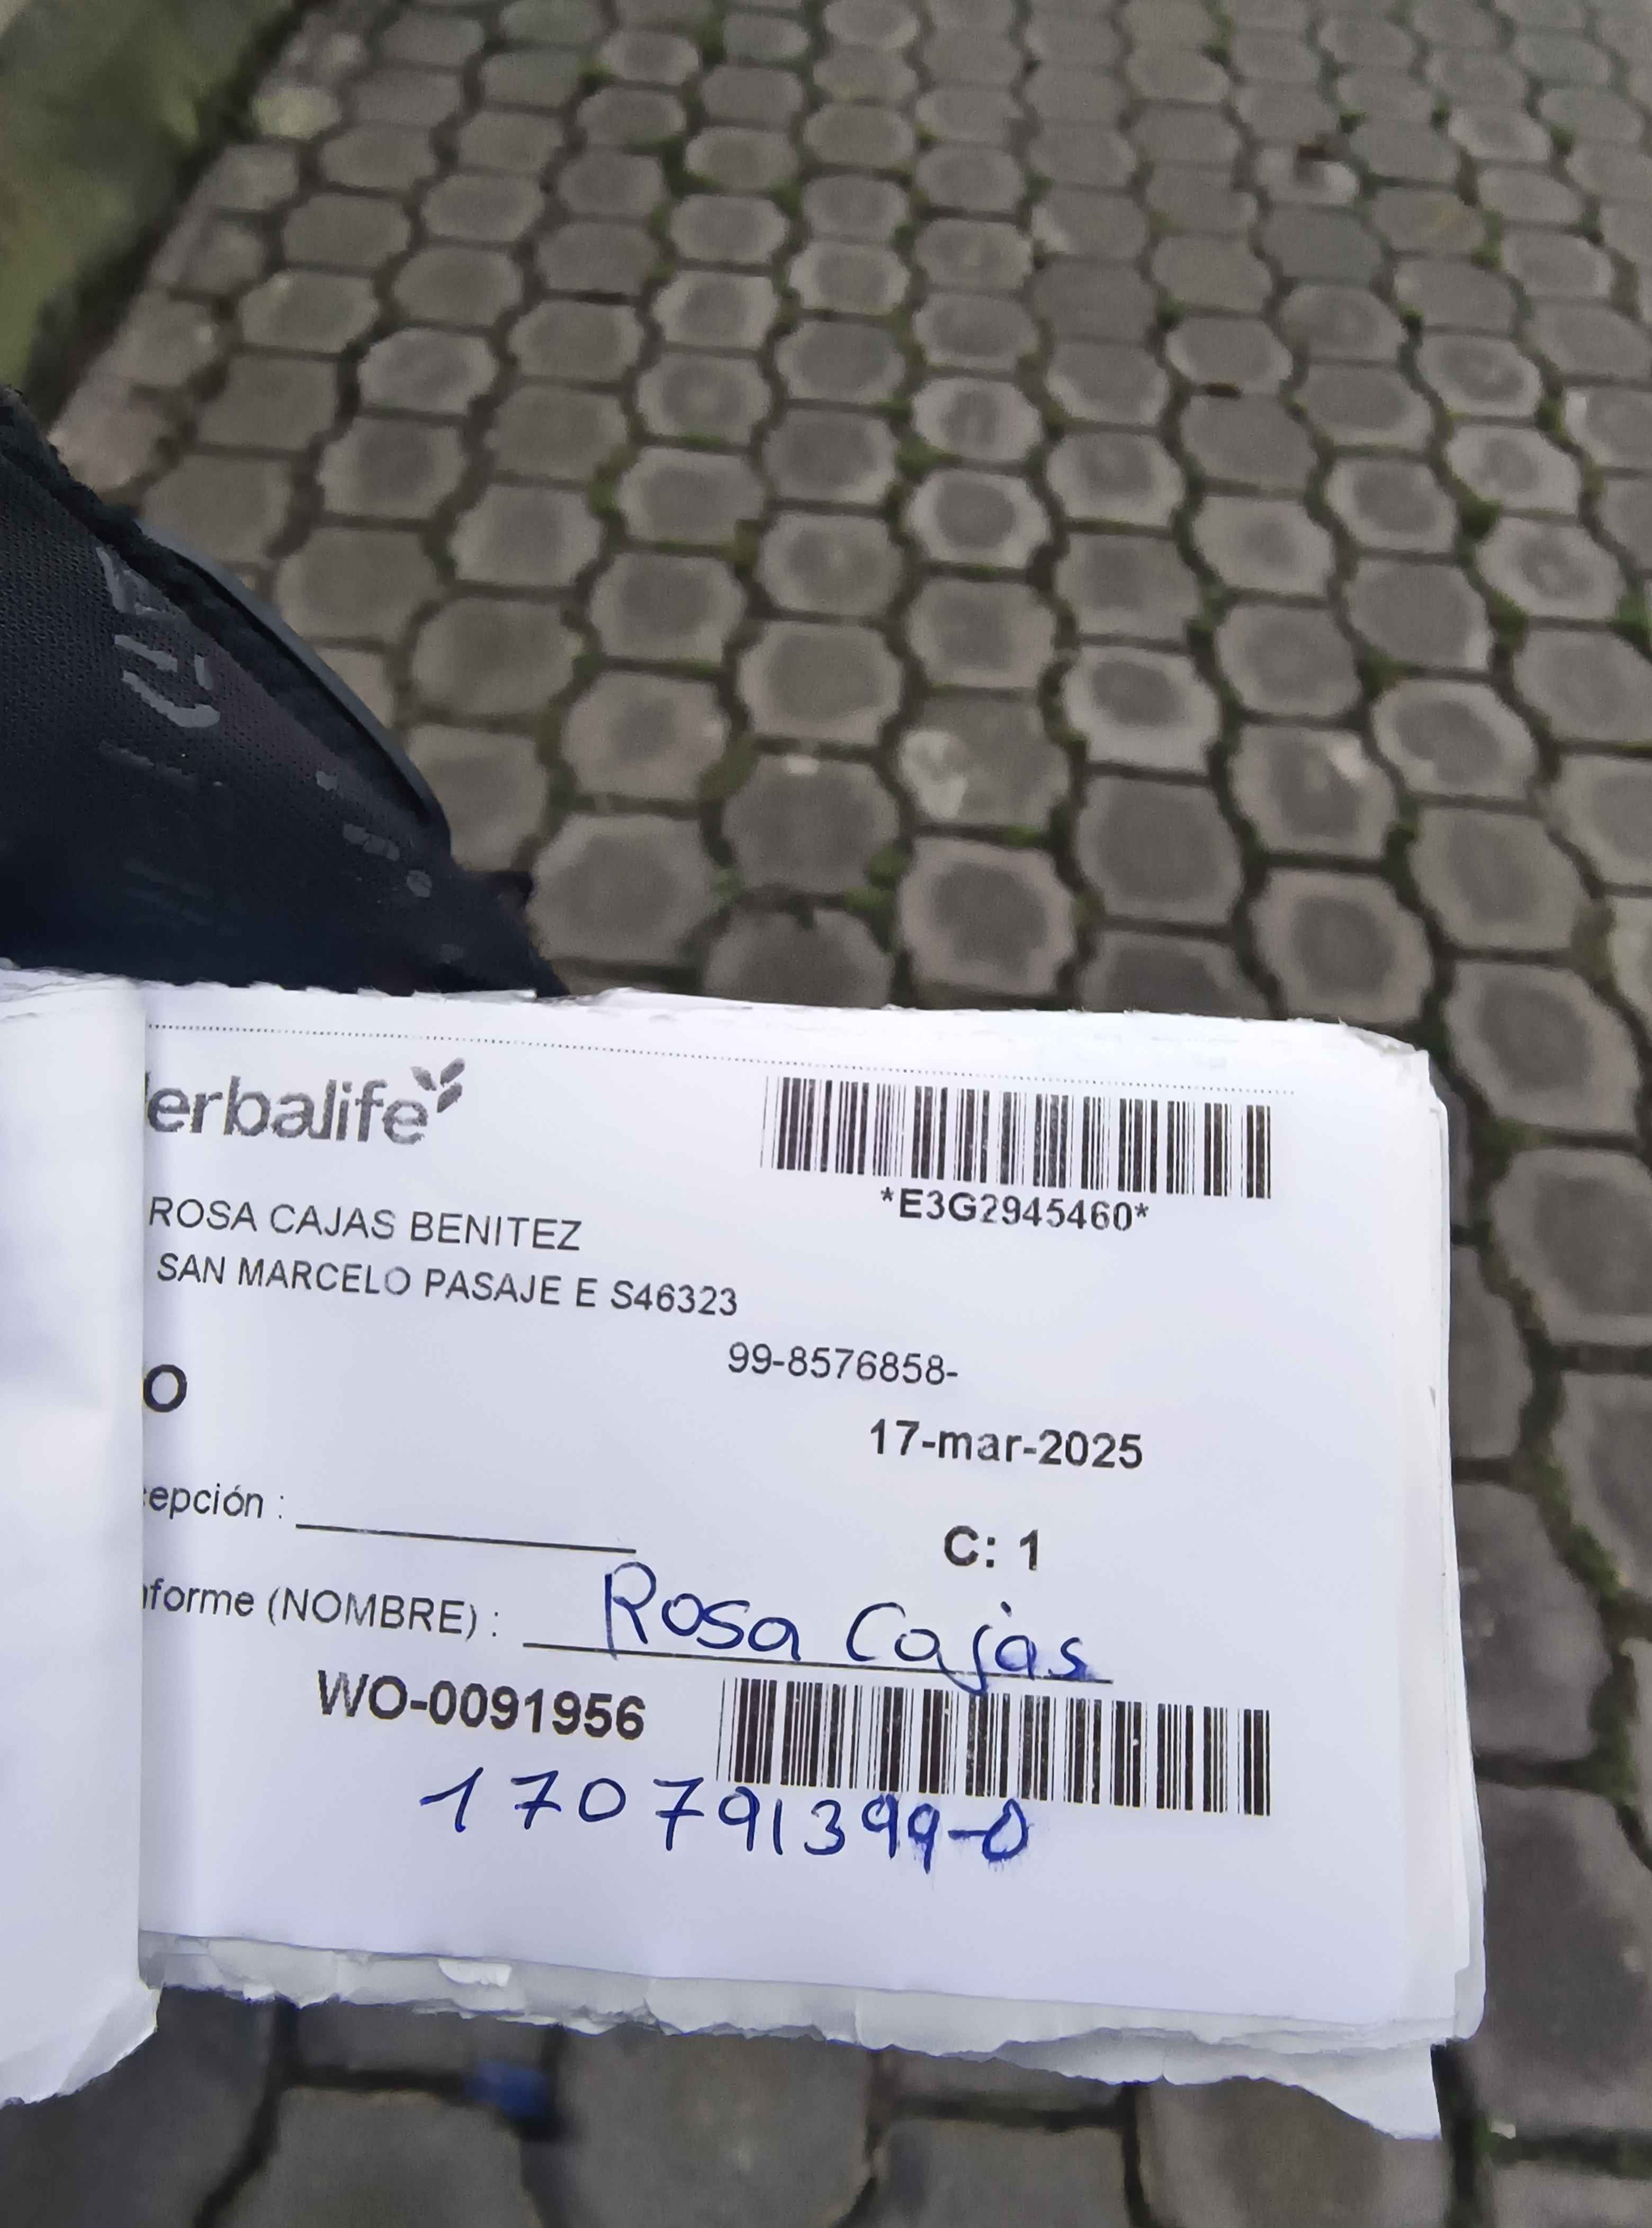 erbalife
*E3G2945460*
ROSA CAJAS BENITEZ
SAN MARCELO PASAJE E S46323
99-8576858-
O
17-mar-2025
epción :
C: 1
nforme (NOMBRE) : Rosa Cajas
WO-0091956
170791399-0